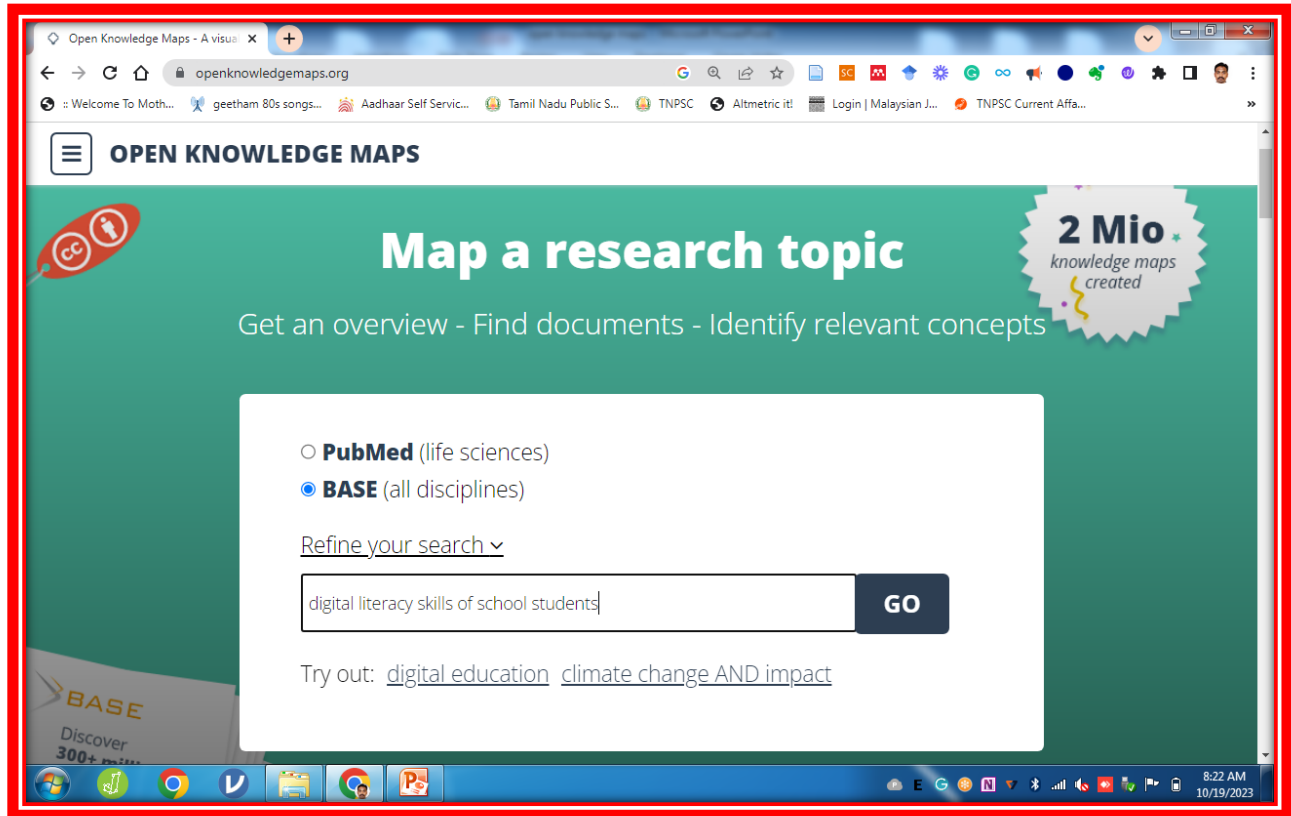 Open Knowledge Maps - A visua
openknowledgemaps.org
:: Welcome To Moth... geetham 80s songs... Aadhaar Self Servic... Tamil Nadu Public S... TNPSC Altmetric it! Login | Malaysian J... TNPSC Current Affa... »
OPEN KNOWLEDGE MAPS
Map a research topic
2 Mio
knowledge maps
created
Get an overview - Find documents - Identify relevant concepts
PubMed (life sciences)
BASE (all disciplines)
Refine your search
digital literacy skills of school students
GO
Try out: digital education climate change AND impact
BASE
Discover
300+
8:22 AM
10/19/2023